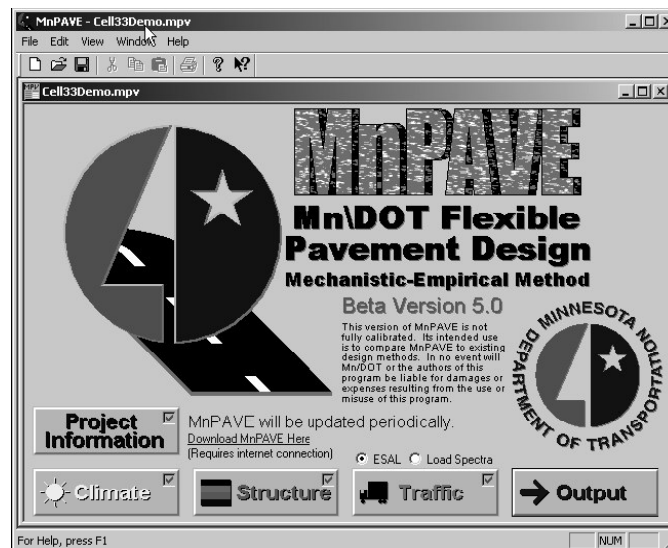 MnPAVE - Cell33Demo.mpv
File Edit View Window Help
Cell33Demo.mpv
MnPAVE
Mn\DOT Flexible
Pavement Design
Mechanistic-Empirical Method
Beta Version 5.0
This version of MnPAVE is not
fully calibrated. Its intended use
is to compare MnPAVE to existing
design methods. In no event will
Mn/DOT or the authors of this
program be liable for damages or
expenses resulting from the use or
misuse of this program.
MINNESOTA
DEPARTMENT OF TRANSPORTATION
Project
Information
MnPAVE will be updated periodically.
Download MnPAVE Here
(Requires internet connection)
ESAL Load Spectra
Climate
Structure
Traffic
Output
For Help, press F1
NUM